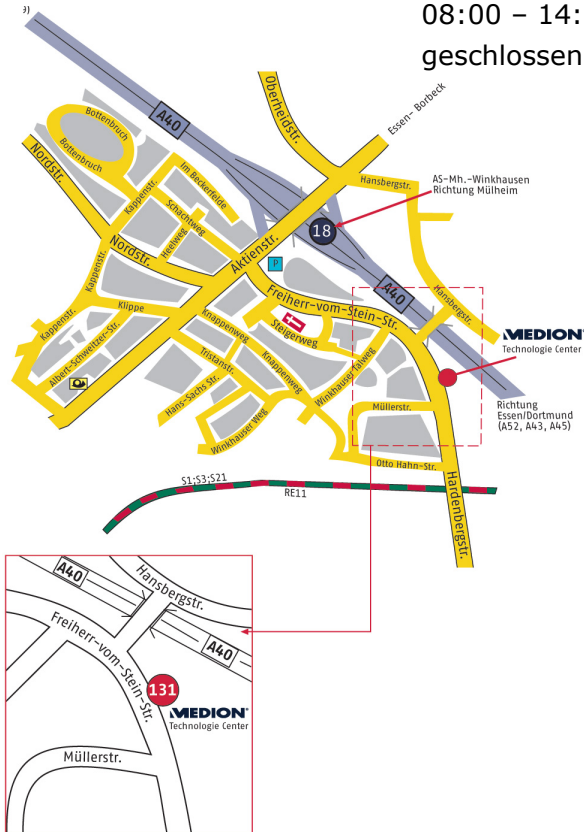 08:00 – 14:
geschlossen
A40
Oberheidstr.
Essen- Borbeck
Bottenbruch
Bottenbruch
Nordstr.
Im Beckerfelde
Kappenstr.
Schachtweg
Heelweg
Hansbergstr.
AS-Mh.-Winkhausen
Richtung Mülheim
18
Nordstr.
Aktienstr.
P
Kappenstr.
A40
Hansbergstr.
Freiherr-vom-Stein-Str.
Klippe
Knappenweg
Steigerweg
Kappenstr.
Albert-Schweitzer-Str.
Tristanstr.
Knappenweg
Winkhauser Talweg
MEDION®
Technologie Center
Hans-Sachs Str.
Winkhauser Weg
Müllerstr.
Richtung
Essen/Dortmund
(A52, A43, A45)
Otto Hahn-Str.
Hardenbergstr.
S1;S3;S21
RE11
A40
Hansbergstr.
Freiherr-vom-Stein-Str.
A40
131
MEDION®
Technologie Center
Müllerstr.